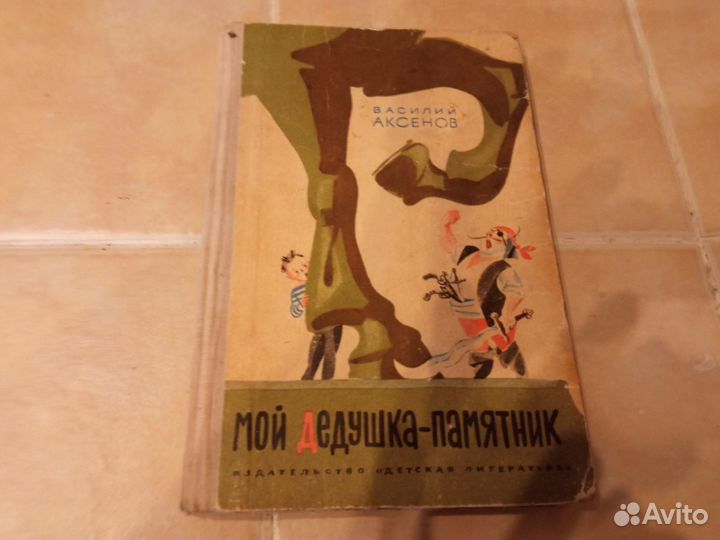 ВАСИЛИЙ
АКСЕНОВ
МОЙ ДЕДУШКА-ПАМЯТНИК
ИЗДАТЕЛЬСТВО «ДЕТСКАЯ ЛИТЕРАТУРА»
Avito